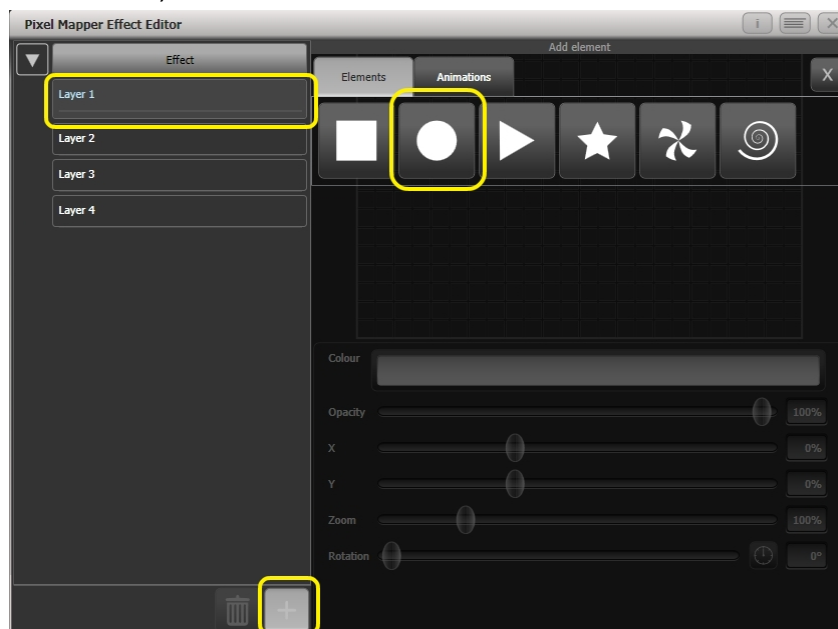 Pixel Mapper Effect Editor
i
Effect
Add element
Elements
Animations
X
Layer 1
Layer 2
Layer 3
Layer 4
Colour
Opacity
100%
X
0%
Y
0%
Zoom
100%
Rotation
0°